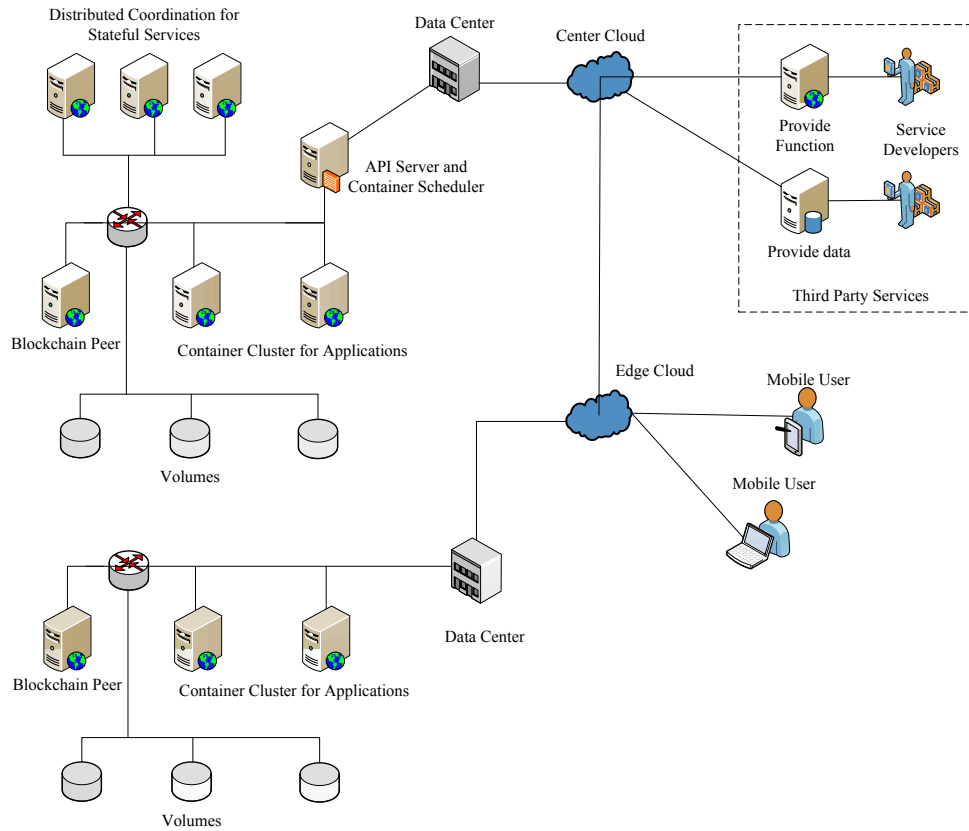 Distributed Coordination for
Stateful Services
Data Center
Center Cloud
API Server and
Container Scheduler
Provide
Function
Service
Developers
Provide data
Third Party Services
Blockchain Peer
Container Cluster for Applications
Volumes
Edge Cloud
Mobile User
Mobile User
Data Center
Blockchain Peer
Container Cluster for Applications
Volumes